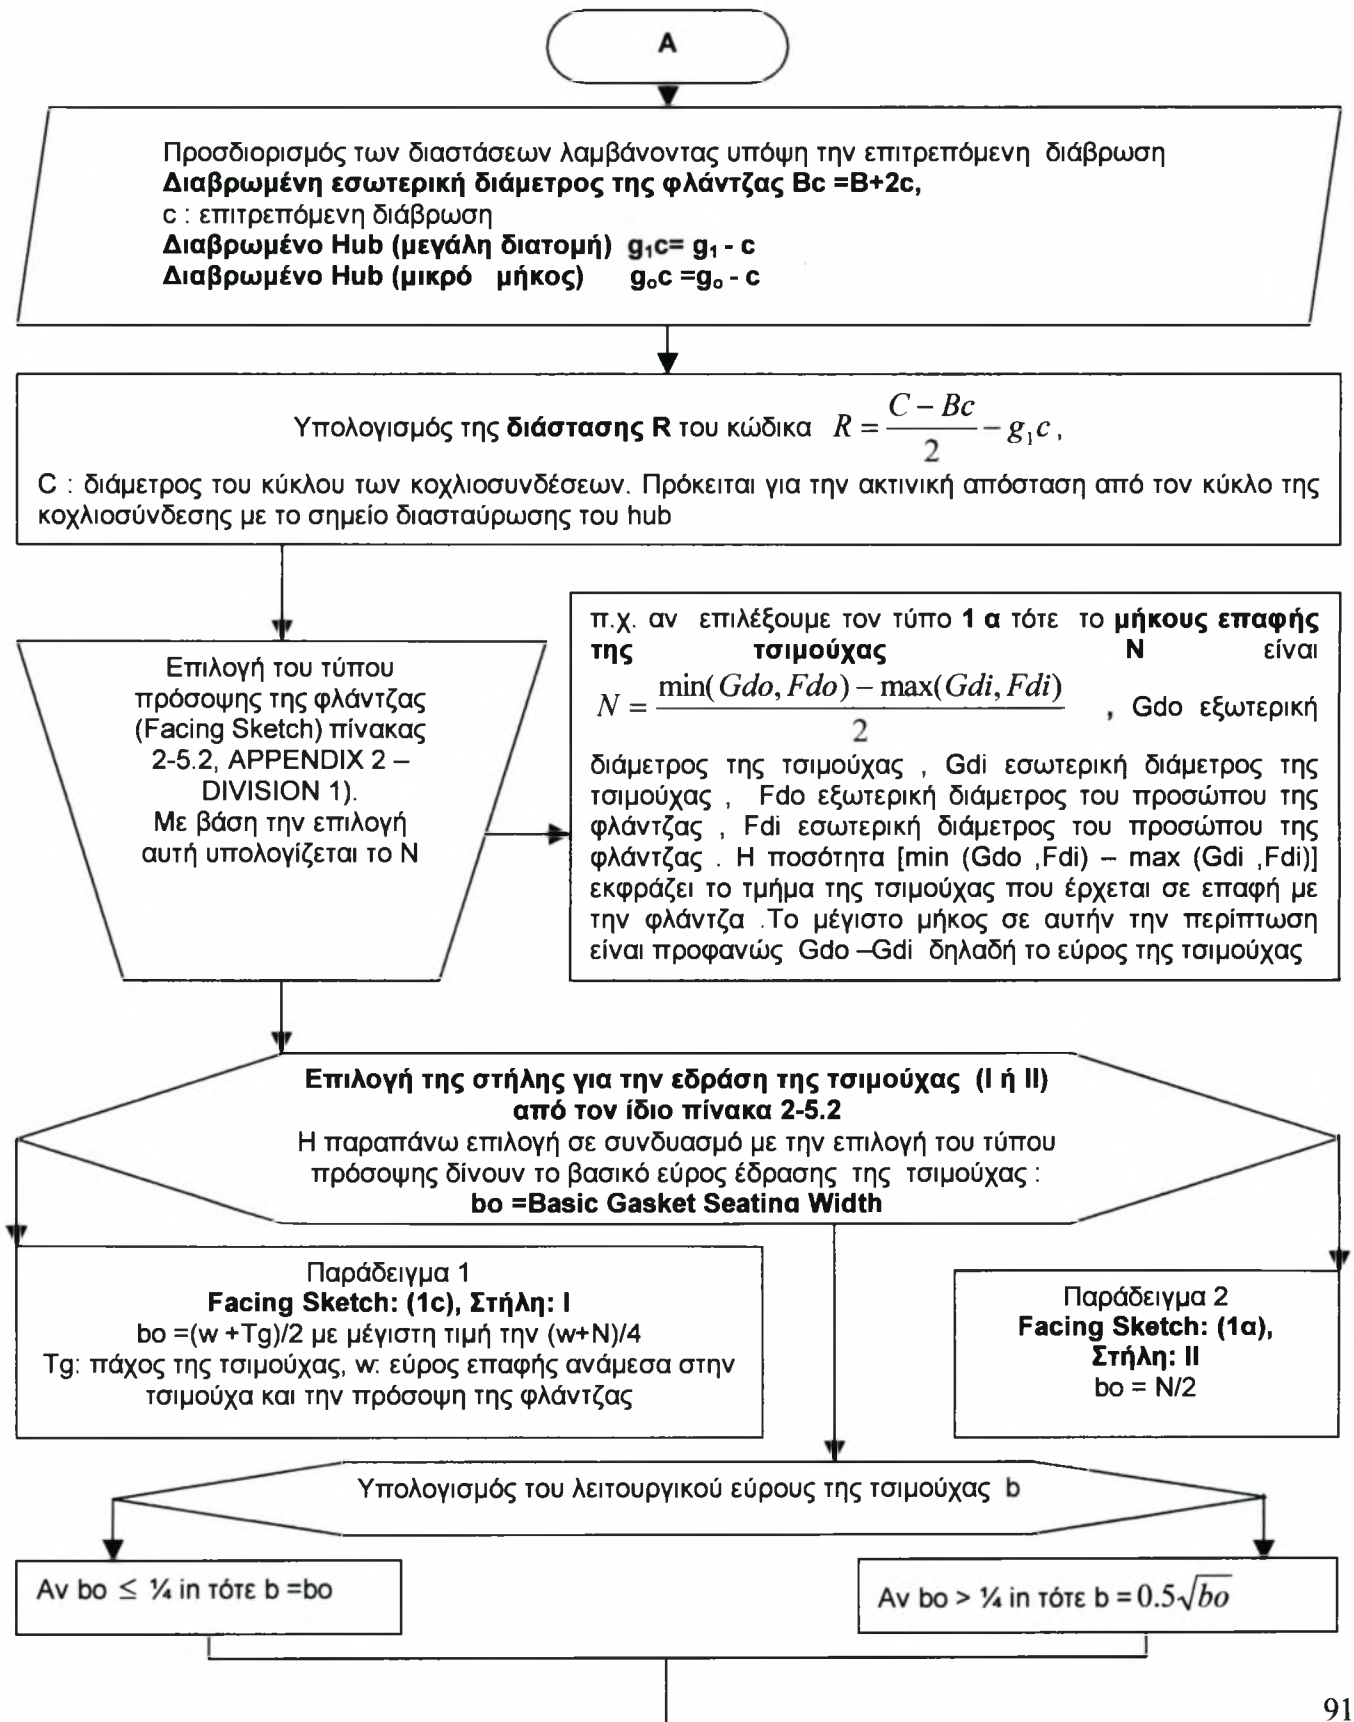 A
Προσδιορισμός των διαστάσεων λαμβάνοντας υπόψη την επιτρεπόμενη διάβρωση
Διαβρωμένη εσωτερική διάμετρος της φλάντζας Bc =B+2c,
c : επιτρεπόμενη διάβρωση
Διαβρωμένο Hub (μεγάλη διατομή) g₁c= g₁ - c
Διαβρωμένο Hub (μικρό μήκος) gₒc =gₒ - c
Υπολογισμός της διάστασης R του κώδικα R = \frac{C - Bc}{2} - g₁c ,
C : διάμετρος του κύκλου των κοχλιοσυνδέσεων. Πρόκειται για την ακτινική απόσταση από τον κύκλο της
κοχλιοσύνδεσης με το σημείο διασταύρωσης του hub
Επιλογή του τύπου
πρόσοψης της φλάντζας
(Facing Sketch) πίνακας
2-5.2, APPENDIX 2 –
DIVISION 1).
Με βάση την επιλογή
αυτή υπολογίζεται το N
π.χ. αν επιλέξουμε τον τύπο 1 α τότε το μήκους επαφής
της τσιμούχας N είναι
N = \frac{min(Gdo, Fdo) – max(Gdi, Fdi)}{2} , Gdo εξωτερική
διάμετρος της τσιμούχας , Gdi εσωτερική διάμετρος της
τσιμούχας , Fdo εξωτερική διάμετρος του προσώπου της
φλάντζας , Fdi εσωτερική διάμετρος του προσώπου της
φλάντζας . Η ποσότητα [min (Gdo ,Fdi) – max (Gdi ,Fdi)]
εκφράζει το τμήμα της τσιμούχας που έρχεται σε επαφή με
την φλάντζα .Το μέγιστο μήκος σε αυτήν την περίπτωση
είναι προφανώς Gdo –Gdi δηλαδή το εύρος της τσιμούχας
Επιλογή της στήλης για την εδράση της τσιμούχας (I ή II)
από τον ίδιο πίνακα 2-5.2
Η παραπάνω επιλογή σε συνδυασμό με την επιλογή του τύπου
πρόσοψης δίνουν το βασικό εύρος έδρασης της τσιμούχας :
bo =Basic Gasket Seating Width
Παράδειγμα 1
Facing Sketch: (1c), Στήλη: I
bo =(w +Tg)/2 με μέγιστη τιμή την (w+N)/4
Tg: πάχος της τσιμούχας, w: εύρος επαφής ανάμεσα στην
τσιμούχα και την πρόσοψη της φλάντζας
Παράδειγμα 2
Facing Sketch: (1α),
Στήλη: II
bo = N/2
Υπολογισμός του λειτουργικού εύρους της τσιμούχας b
Αν bo ≤ ¼ in τότε b =bo
Αν bo > ¼ in τότε b = 0.5√bo
91